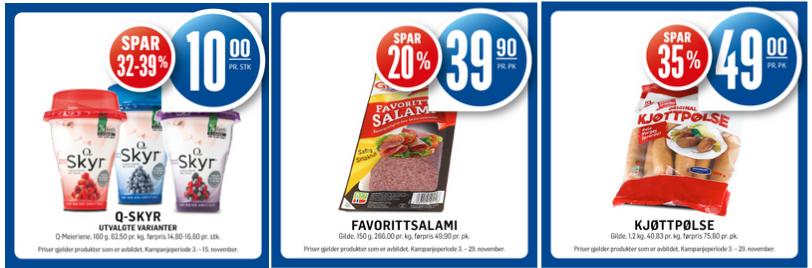 SPAR
32-39%
10 00
PR. STK
Q
Skyr
Q
Skyr
Q
Skyr
Q-SKYR
UTVALGTE VARIANTER
Q-Meieriene, 160 g, 62,50 pr. kg, førpris 14,80-16,60 pr. stk.
Priser gjelder produkter som er avbildet. Kampanjeperiode 3. - 15. november.
SPAR
20%
39 90
PR. PK
FAVORITT
SALAMI
FAVORITTSALAMI
Gilde, 150 g, 266,00 pr. kg, førpris 49,90 pr. pk.
Priser gjelder produkter som er avbildet. Kampanjeperiode 3. - 29. november.
SPAR
35%
49 00
PR. PK
ORIGINAL
KJØTTPØLSE
KJØTTPØLSE
Gilde, 1,2 kg, 40,83 pr. kg, førpris 75,80 pr. pk.
Priser gjelder produkter som er avbildet. Kampanjeperiode 3. - 29. november.